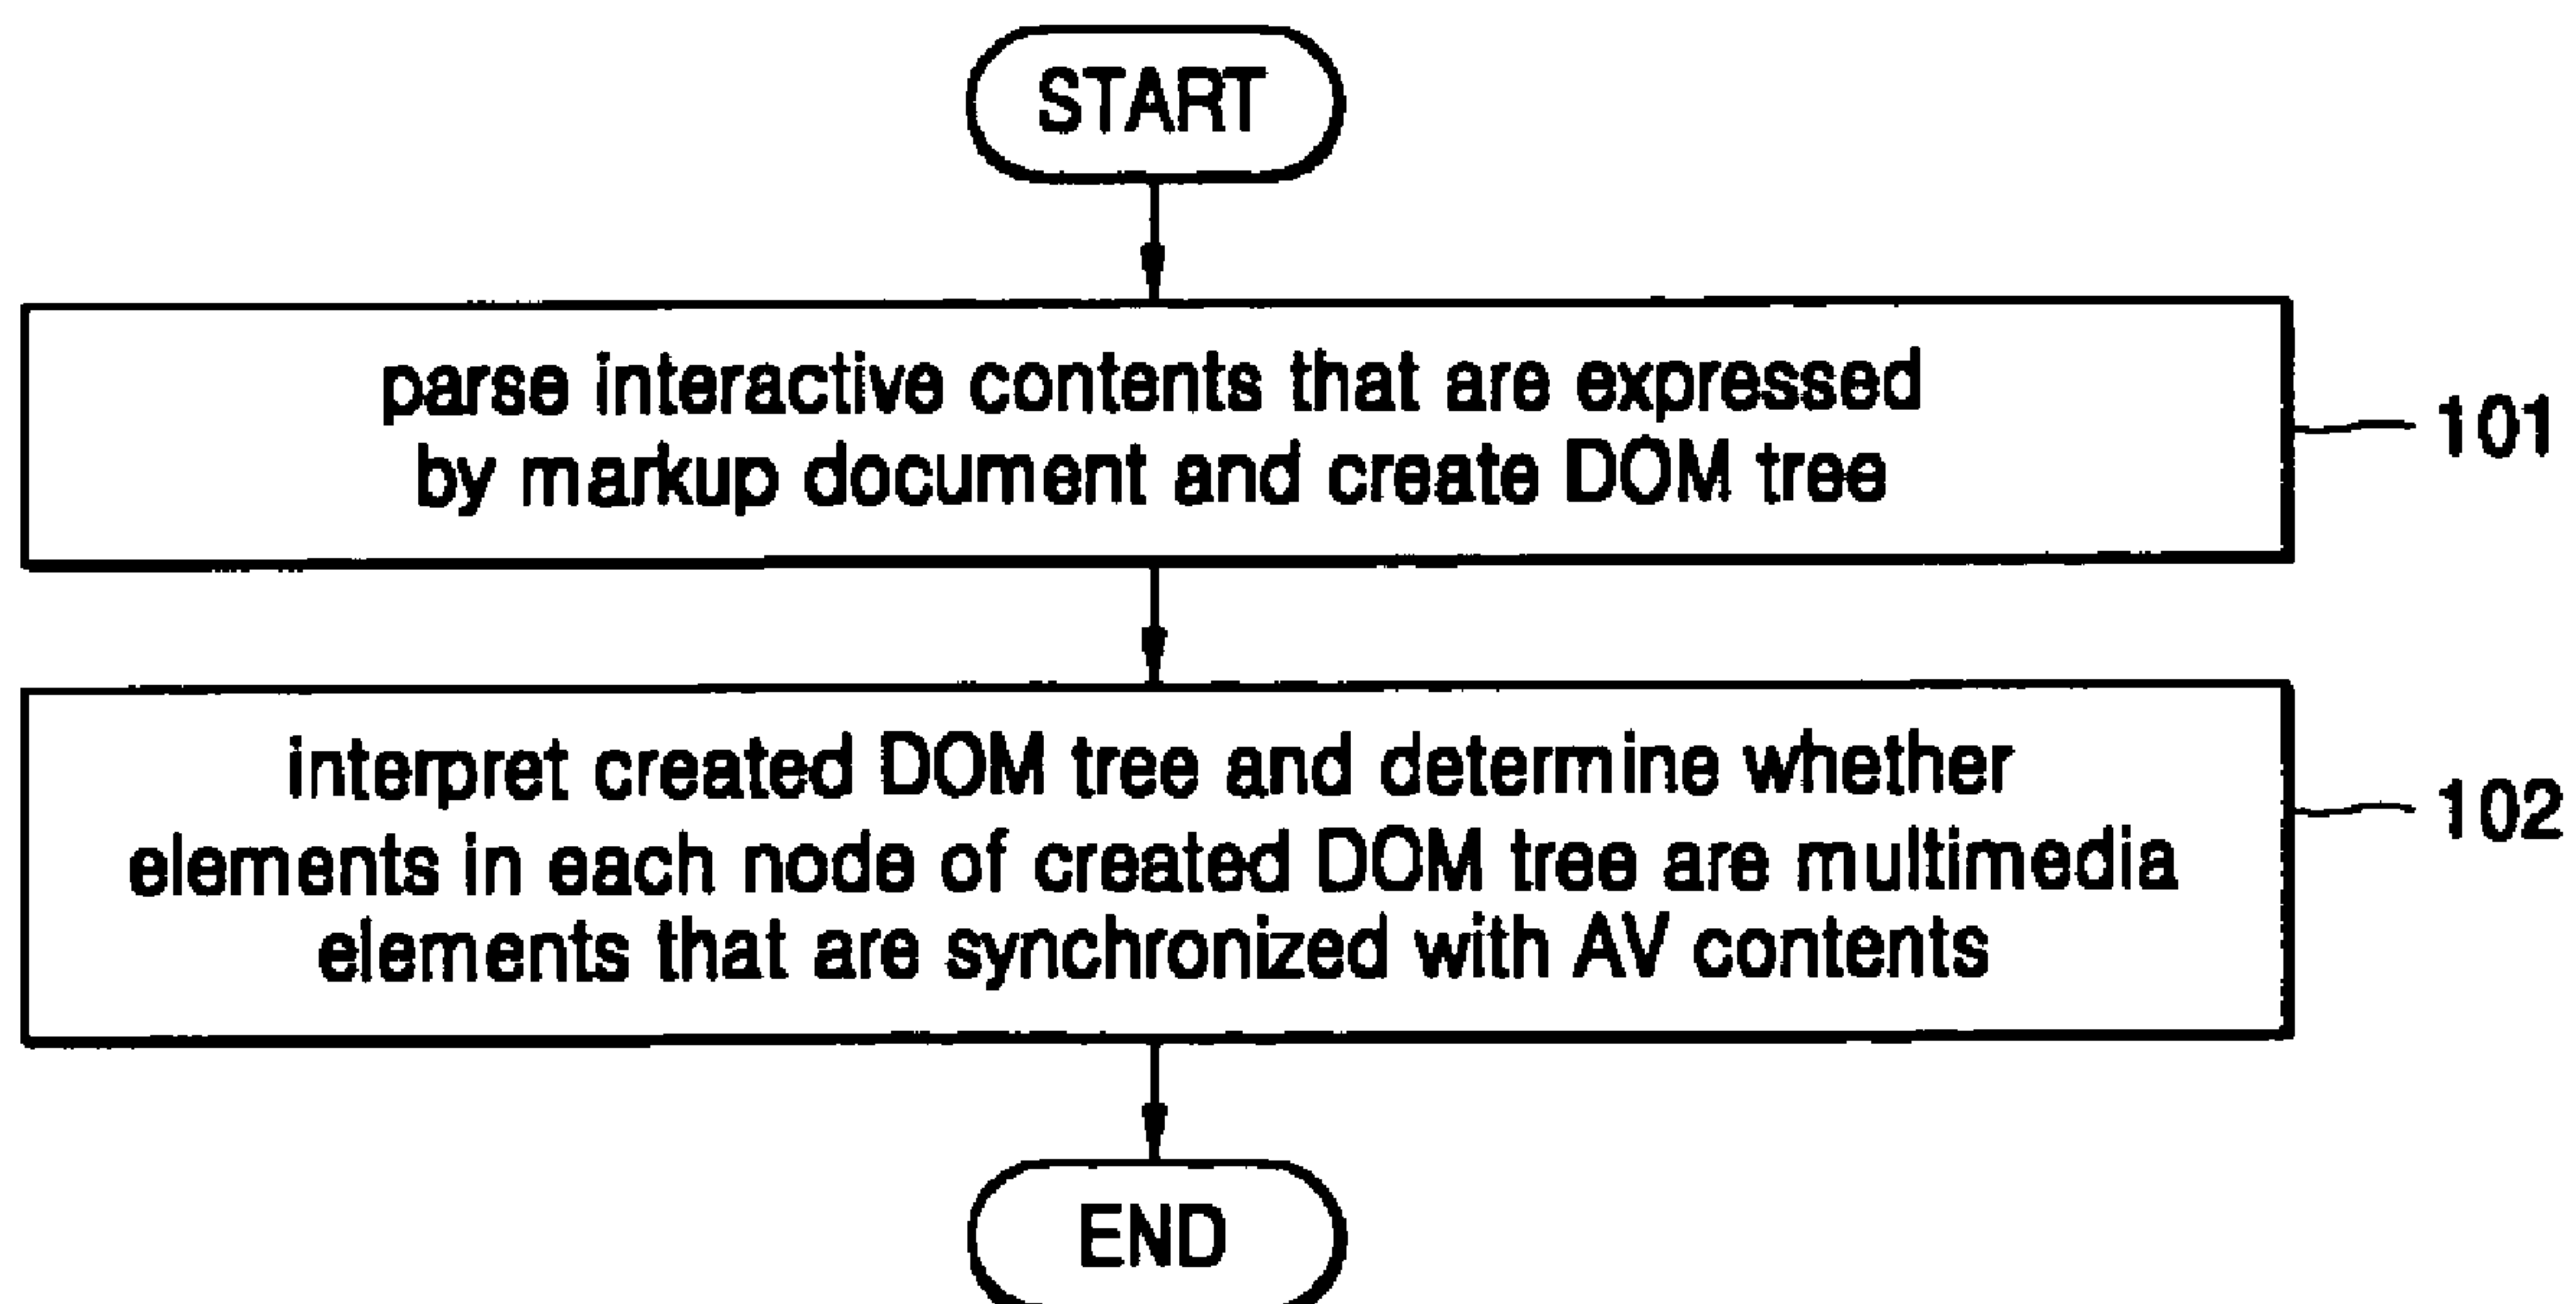 START
parse interactive contents that are expressed
by markup document and create DOM tree
101
interpret created DOM tree and determine whether
elements in each node of created DOM tree are multimedia
elements that are synchronized with AV contents
102
END